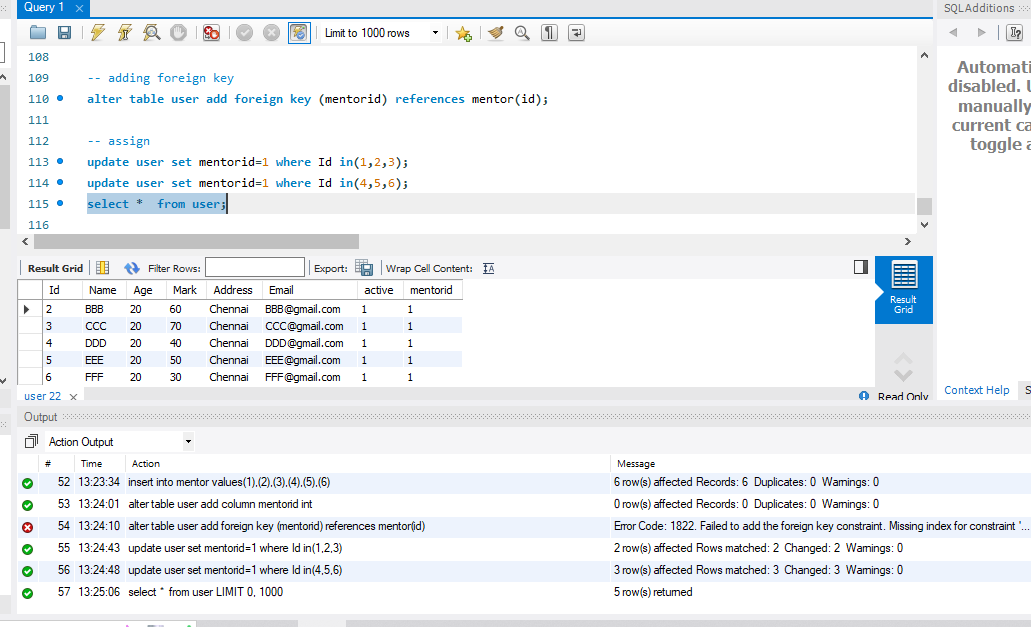 Query 1
SQLAdditions
Limit to 1000 rows
108
109 -- adding foreign key
110 alter table user add foreign key (mentorid) references mentor(id);
111
112 -- assign
113 update user set mentorid=1 where Id in(1,2,3);
114 update user set mentorid=1 where Id in(4,5,6);
115 select * from user;
116
Automati
disabled. U
manually
current ca
toggle a
Result Grid Filter Rows: Export: Wrap Cell Content:
Id Name Age Mark Address Email active mentorid
2 BBB 20 60 Chennai BBB@gmail.com 1 1
3 CCC 20 70 Chennai CCC@gmail.com 1 1
4 DDD 20 40 Chennai DDD@gmail.com 1 1
5 EEE 20 50 Chennai EEE@gmail.com 1 1
6 FFF 20 30 Chennai FFF@gmail.com 1 1
Result
Grid
user 22
Read Only
Context Help S
Output
Action Output
# Time Action Message
52 13:23:34 insert into mentor values(1),(2),(3),(4),(5),(6) 6 row(s) affected Records: 6 Duplicates: 0 Warnings: 0
53 13:24:01 alter table user add column mentorid int 0 row(s) affected Records: 0 Duplicates: 0 Warnings: 0
54 13:24:10 alter table user add foreign key (mentorid) references mentor(id) Error Code: 1822. Failed to add the foreign key constraint. Missing index for constraint '...
55 13:24:43 update user set mentorid=1 where Id in(1,2,3) 2 row(s) affected Rows matched: 2 Changed: 2 Warnings: 0
56 13:24:48 update user set mentorid=1 where Id in(4,5,6) 3 row(s) affected Rows matched: 3 Changed: 3 Warnings: 0
57 13:25:06 select * from user LIMIT 0, 1000 5 row(s) returned